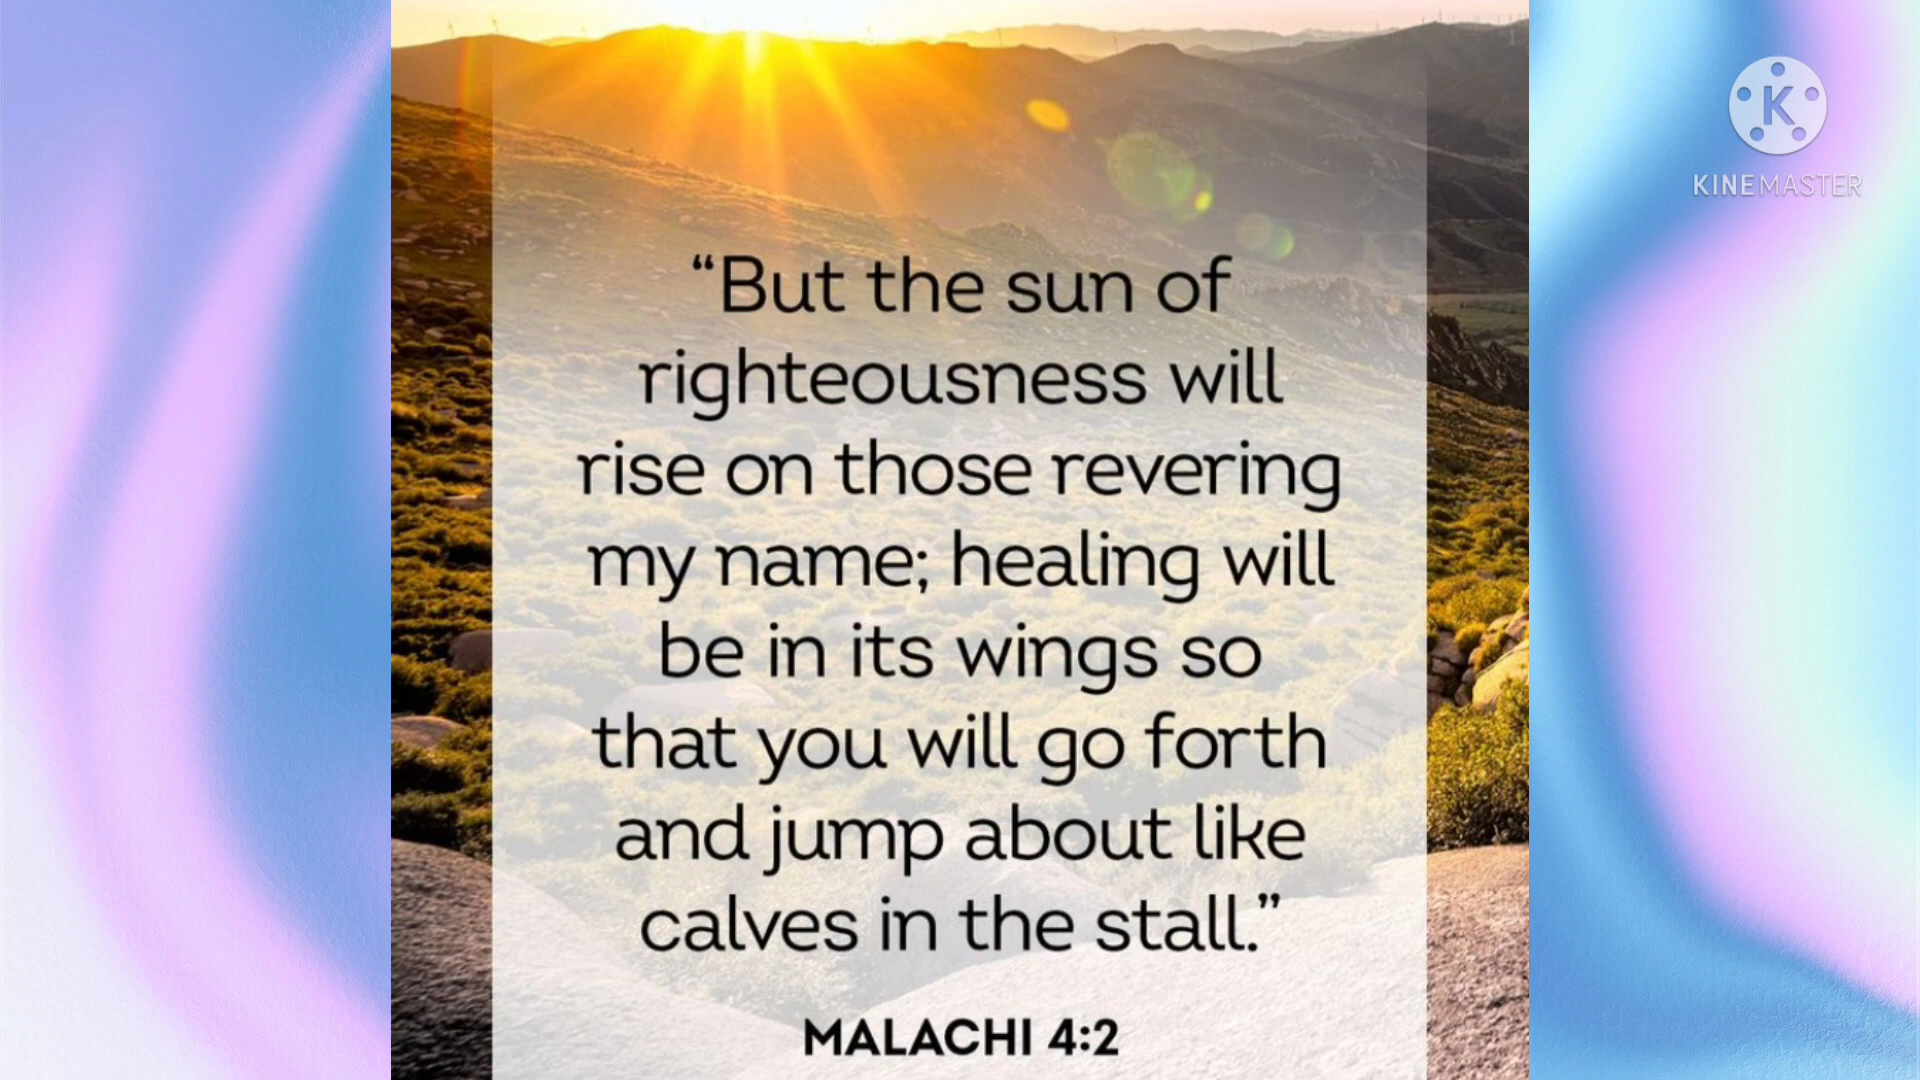 K
KINEMASTER
“But the sun of
righteousness will
rise on those revering
my name; healing will
be in its wings so
that you will go forth
and jump about like
calves in the stall.”
MALACHI 4:2